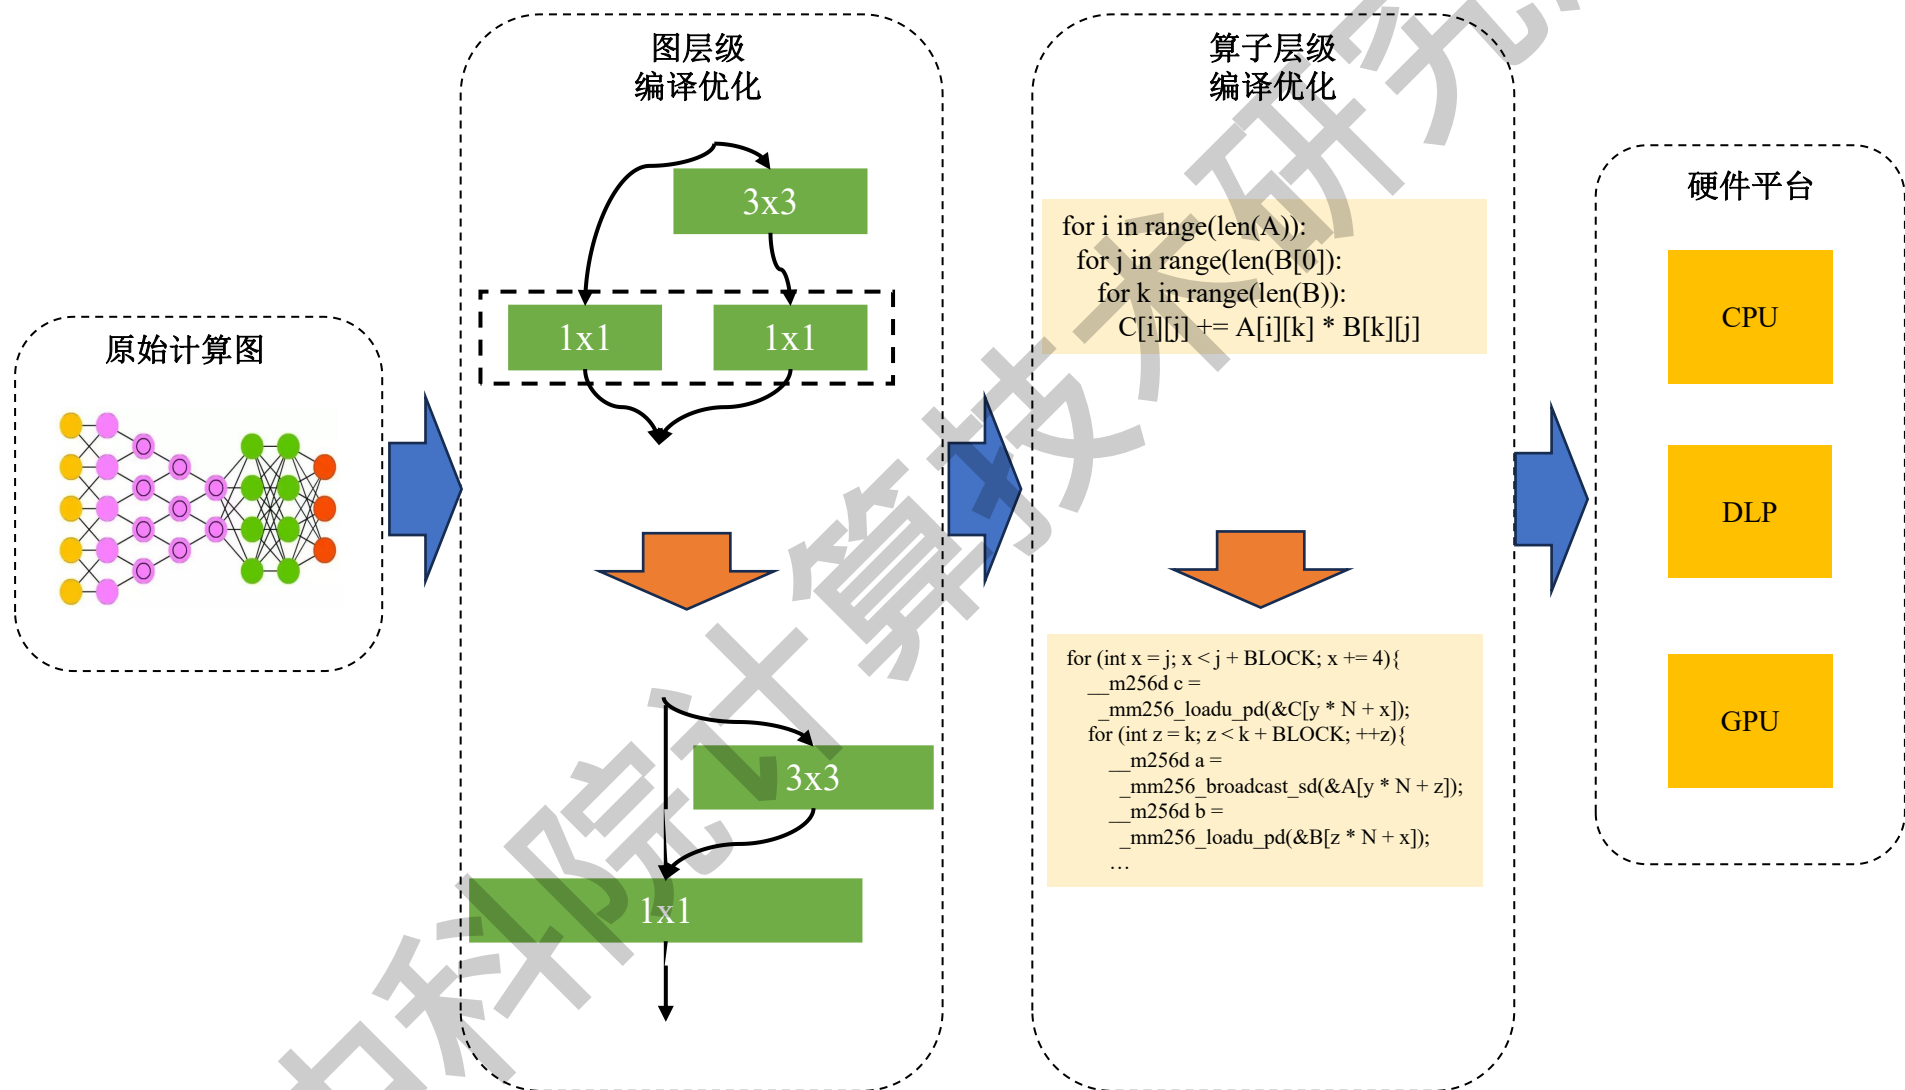 原始计算图
图层级
编译优化
3x3
1x1
1x1
3x3
1x1
算子层级
编译优化
for i in range(len(A)):
for j in range(len(B[0]):
for k in range(len(B)):
C[i][j] += A[i][k] * B[k][j]
for (int x = j; x < j + BLOCK; x += 4){
__m256d c =
_mm256_loadu_pd(&C[y * N + x]);
for (int z = k; z < k + BLOCK; ++z){
__m256d a =
_mm256_broadcast_sd(&A[y * N + z]);
__m256d b =
_mm256_loadu_pd(&B[z * N + x]);
…
硬件平台
CPU
DLP
GPU
中科院计算技术研究